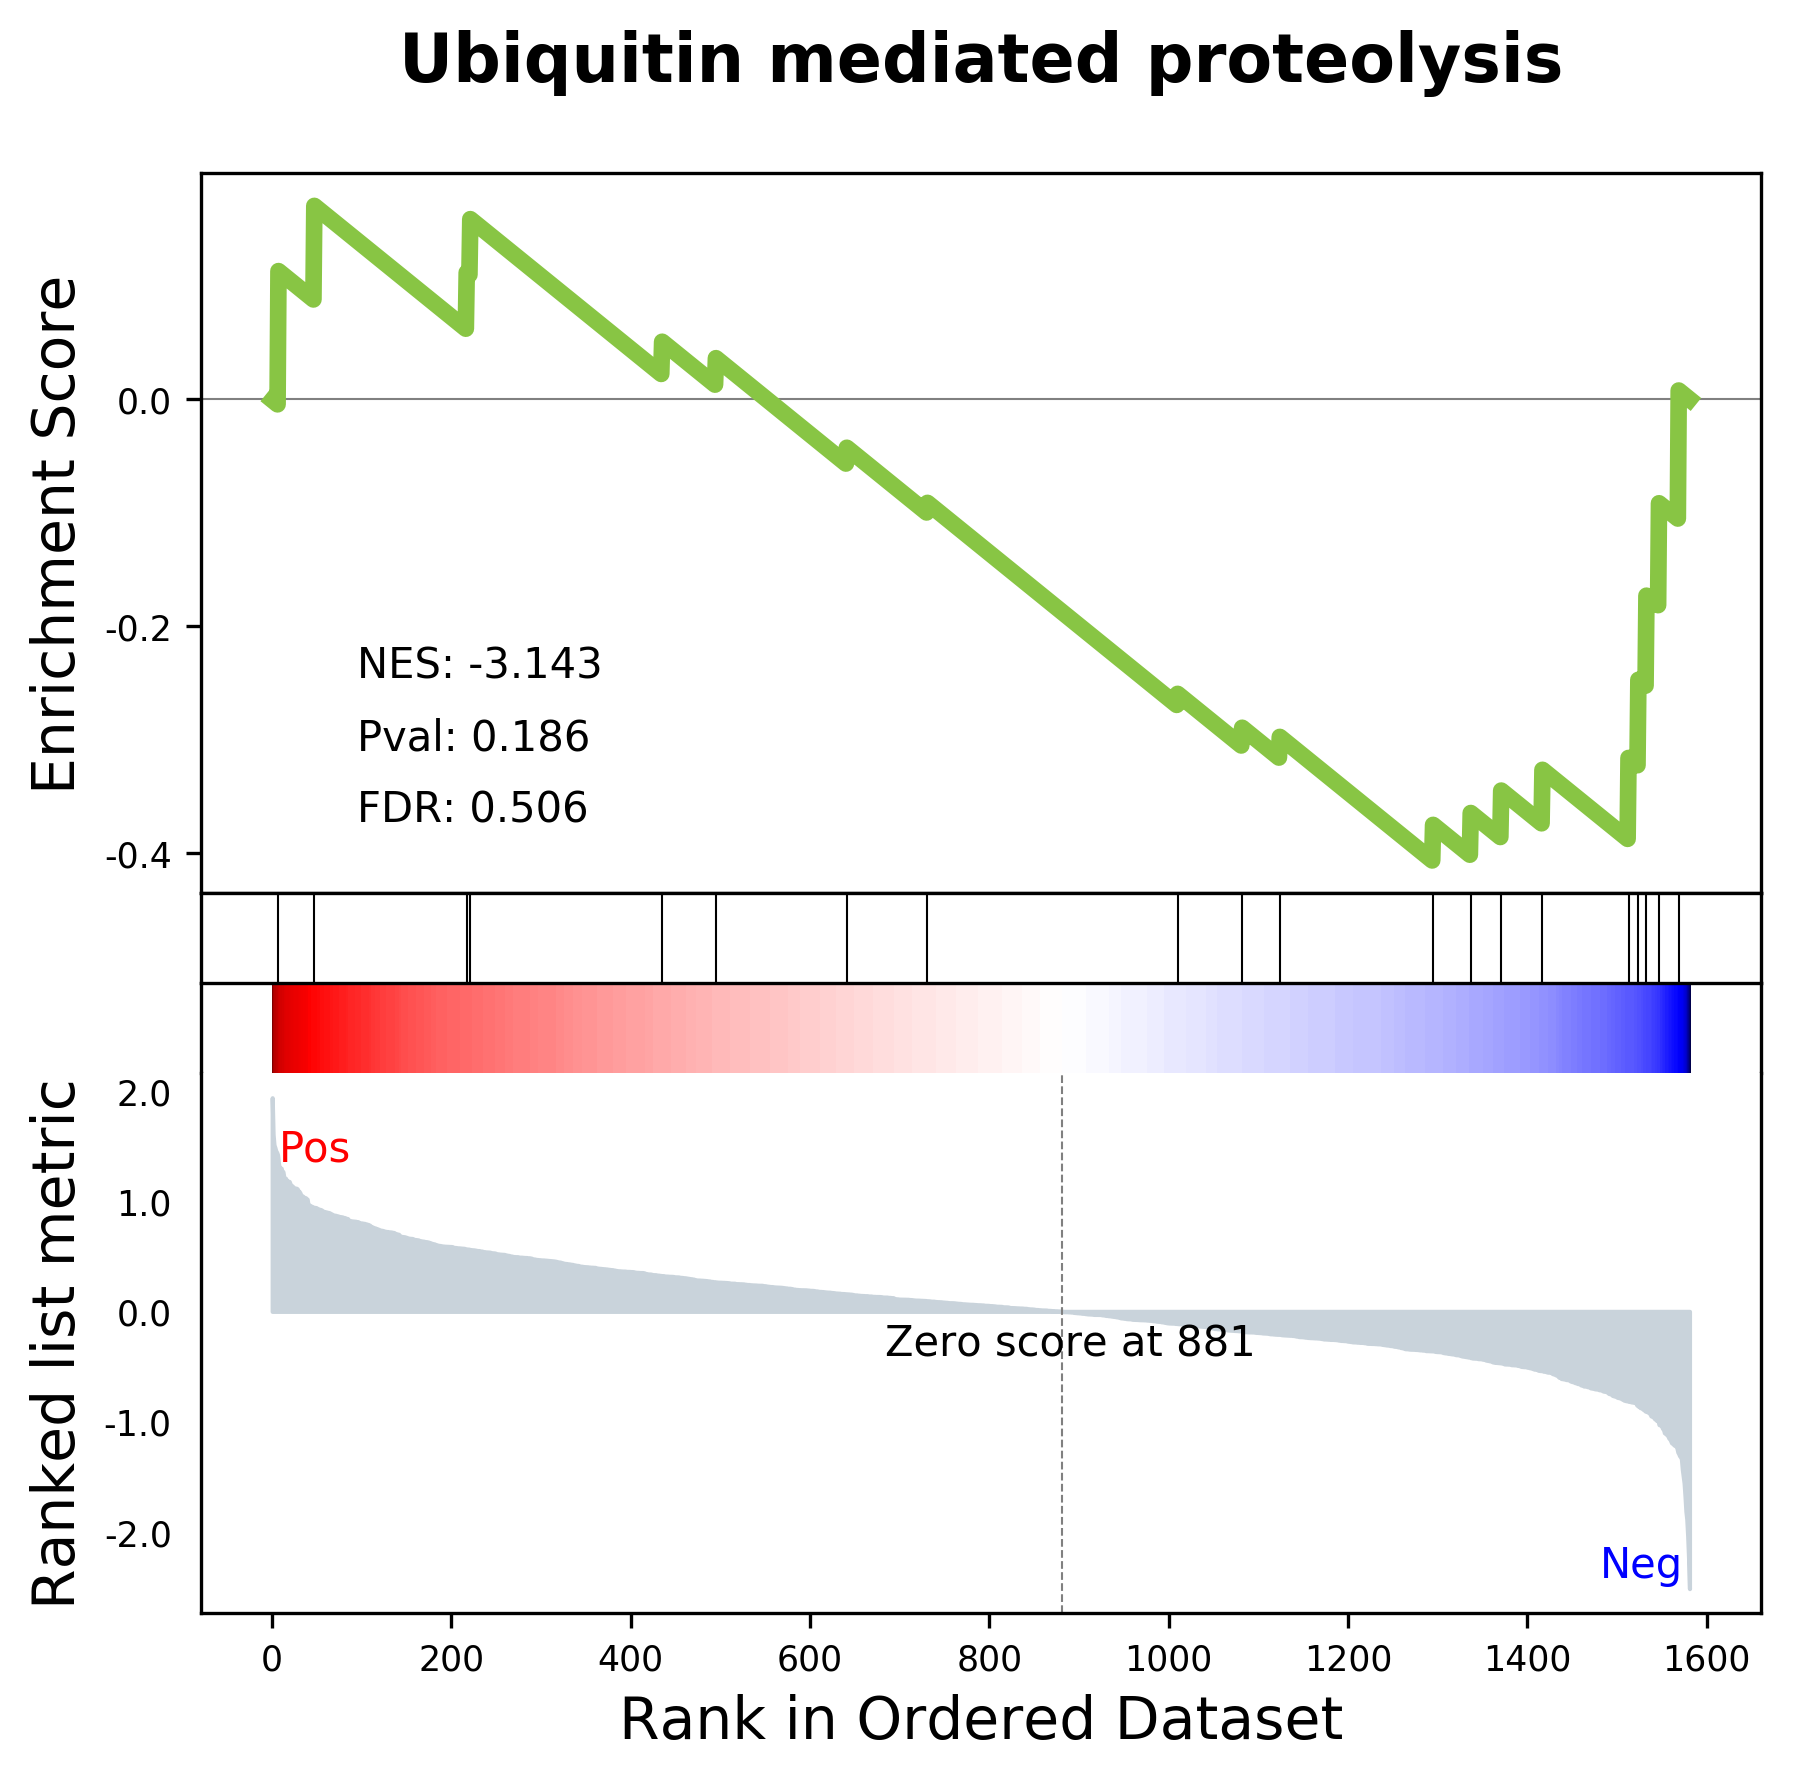 Ubiquitin mediated proteolysis
Enrichment Score
0.0
-0.2
-0.4
NES: -3.143
Pval: 0.186
FDR: 0.506
Ranked list metric
2.0
1.0
0.0
-1.0
-2.0
Pos
Zero score at 881
Neg
0 200 400 600 800 1000 1200 1400 1600
Rank in Ordered Dataset